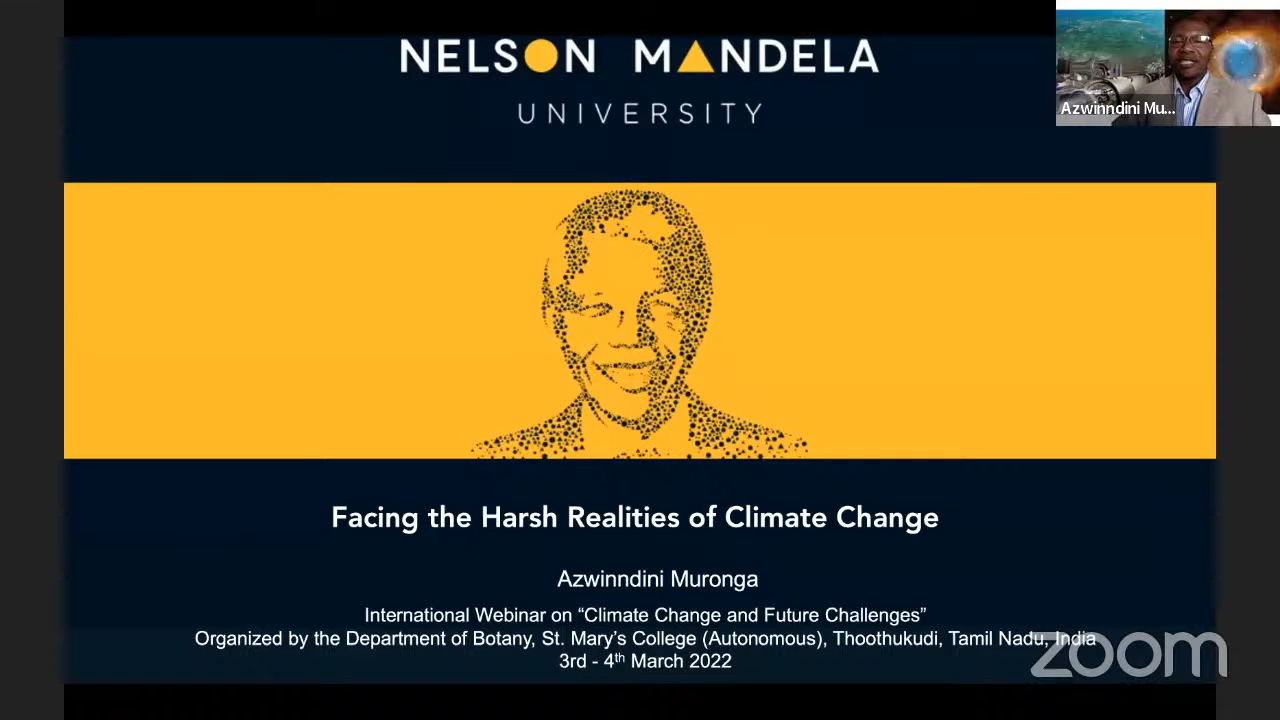 NELSON MANDELA
UNIVERSITY
Azwinndini Mu...
Facing the Harsh Realities of Climate Change
Azwinndini Muronga
International Webinar on “Climate Change and Future Challenges”
Organized by the Department of Botany, St. Mary’s College (Autonomous), Thoothukudi, Tamil Nadu, India
3rd - 4th March 2022
zoom